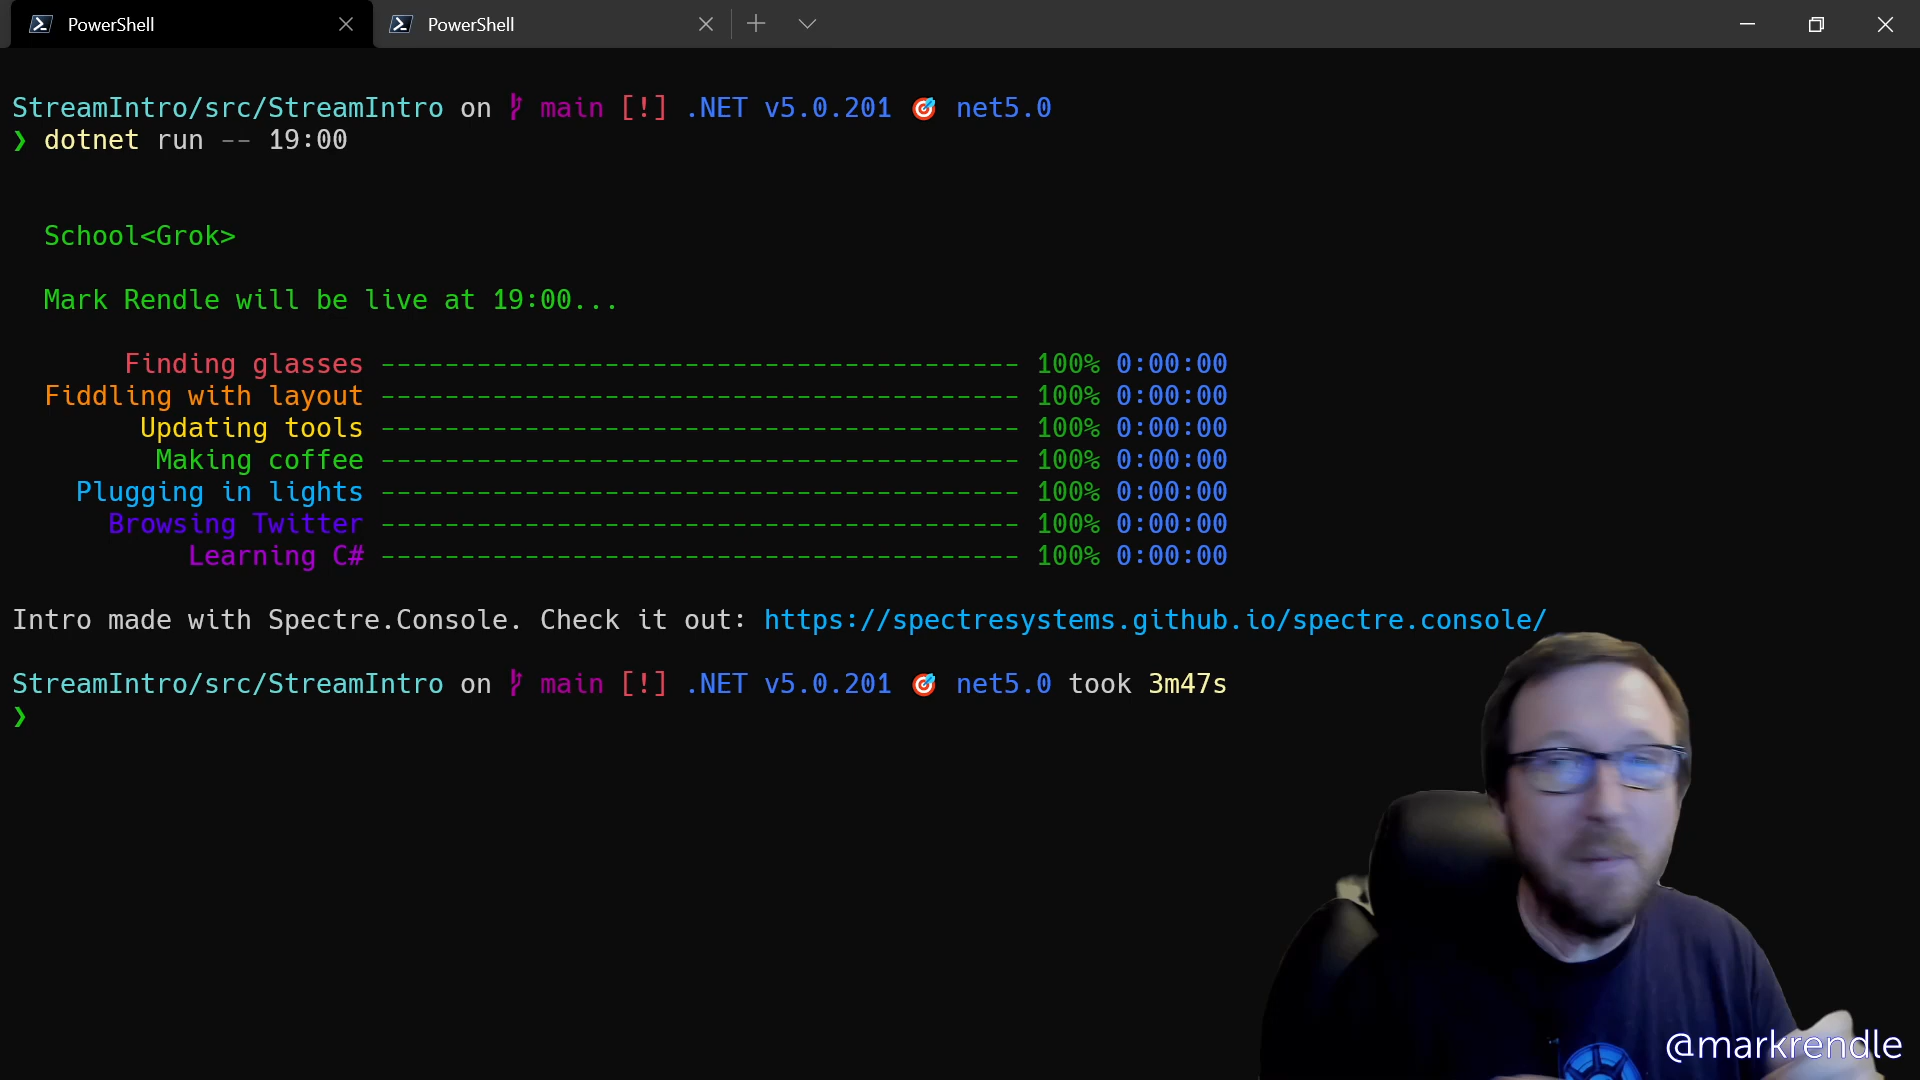 PowerShell PowerShell
StreamIntro/src/StreamIntro on main [!] .NET v5.0.201 🎯 net5.0
❯ dotnet run -- 19:00
School<Grok>
Mark Rendle will be live at 19:00...
Finding glasses ---------------------------------------- 100% 0:00:00
Fiddling with layout ---------------------------------------- 100% 0:00:00
Updating tools ---------------------------------------- 100% 0:00:00
Making coffee ---------------------------------------- 100% 0:00:00
Plugging in lights ---------------------------------------- 100% 0:00:00
Browsing Twitter ---------------------------------------- 100% 0:00:00
Learning C# ---------------------------------------- 100% 0:00:00
Intro made with Spectre.Console. Check it out: https://spectresystems.github.io/spectre.console/
StreamIntro/src/StreamIntro on main [!] .NET v5.0.201 🎯 net5.0 took 3m47s
❯
@markrendle